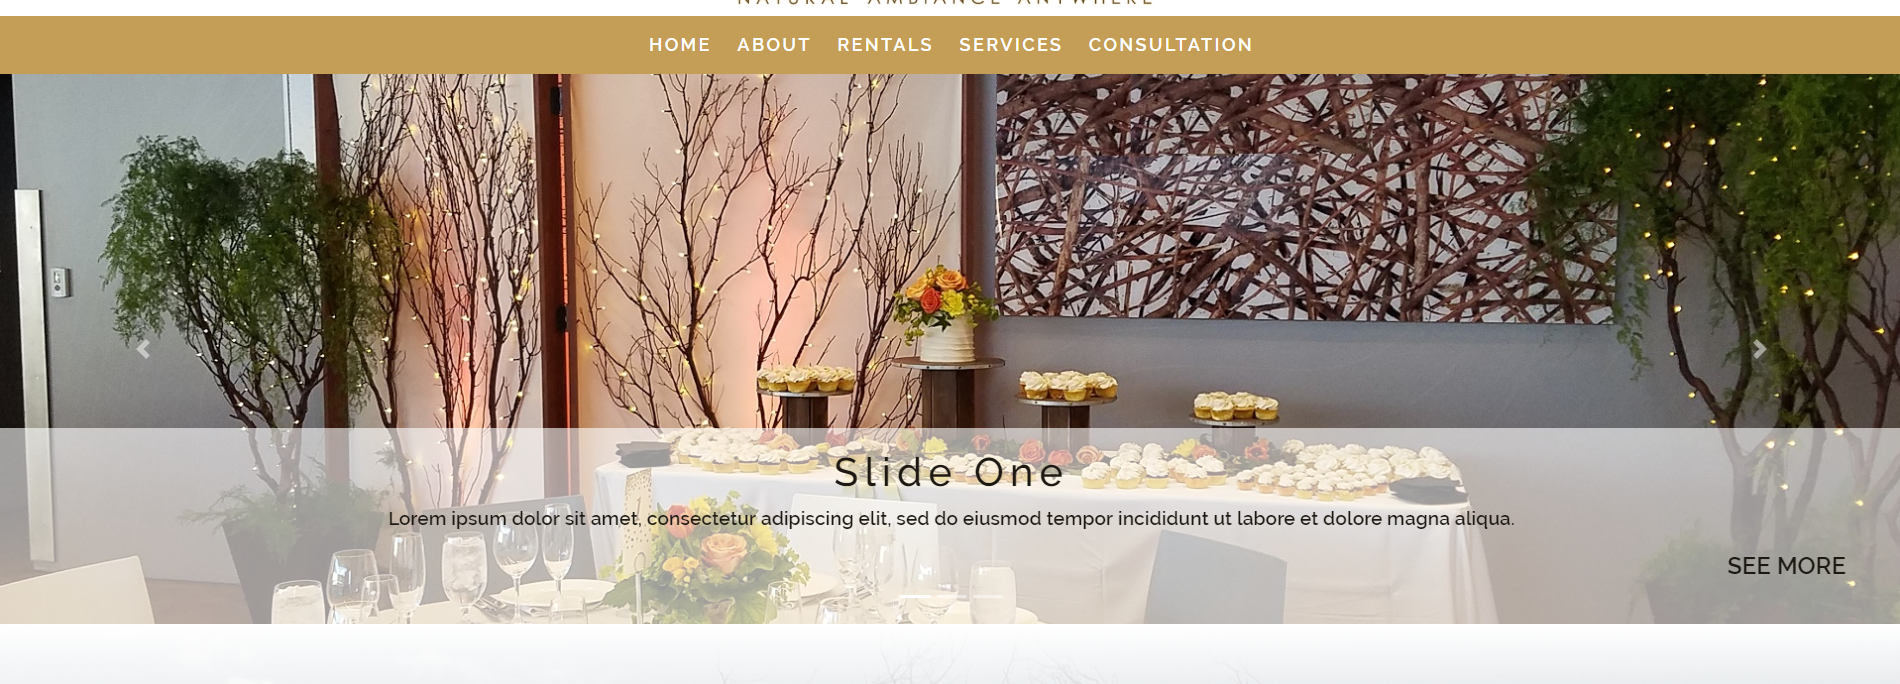 NATURAL AMBIANCE ANYWHERE
HOME ABOUT RENTALS SERVICES CONSULTATION
Slide One
Lorem ipsum dolor sit amet, consectetur adipiscing elit, sed do eiusmod tempor incididunt ut labore et dolore magna aliqua.
SEE MORE